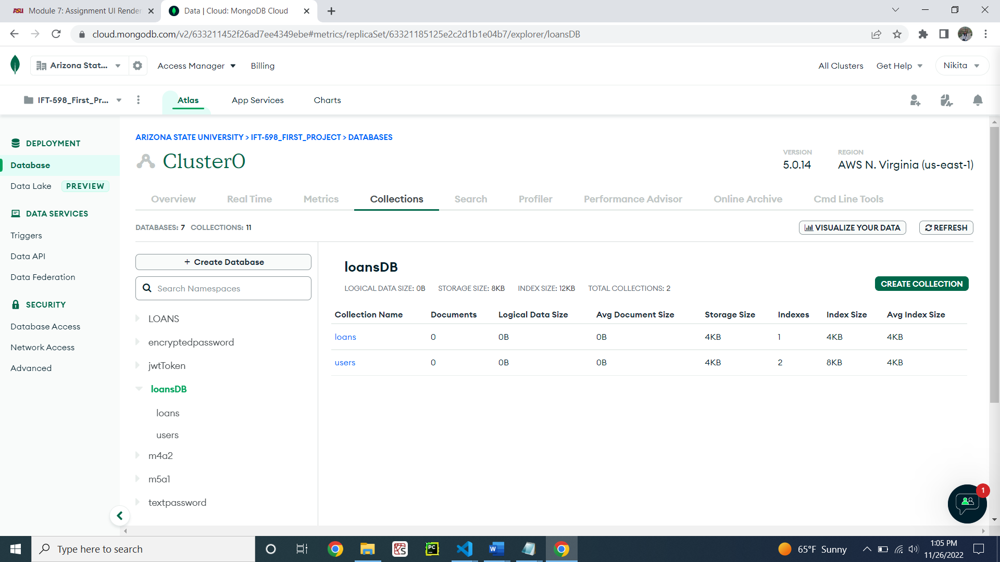 ASU Module 7: Assignment UI Render
Data | Cloud: MongoDB Cloud
cloud.mongodb.com/v2/633211452f26ad7ee4349ebe#metrics/replicaSet/63321185125e2c2d1b1e04b7/explorer/loansDB
Arizona Stat...
Access Manager
Billing
All Clusters
Get Help
Nikita
IFT-598_First_Pr...
Atlas
App Services
Charts
DEPLOYMENT
Database
Data Lake PREVIEW
DATA SERVICES
Triggers
Data API
Data Federation
SECURITY
Database Access
Network Access
Advanced
ARIZONA STATE UNIVERSITY > IFT-598_FIRST_PROJECT > DATABASES
Cluster0
VERSION
5.0.14
REGION
AWS N. Virginia (us-east-1)
Overview Real Time Metrics Collections Search Profiler Performance Advisor Online Archive Cmd Line Tools
DATABASES: 7 COLLECTIONS: 11
VISUALIZE YOUR DATA
REFRESH
+ Create Database
Search Namespaces
LOANS
encryptedpassword
jwtToken
loansDB
loans
users
m4a2
m5a1
textpassword
loansDB
LOGICAL DATA SIZE: 0B STORAGE SIZE: 8KB INDEX SIZE: 12KB TOTAL COLLECTIONS: 2
CREATE COLLECTION
Collection Name Documents Logical Data Size Avg Document Size Storage Size Indexes Index Size Avg Index Size
loans 0 0B 0B 4KB 1 4KB 4KB
users 0 0B 0B 4KB 2 8KB 4KB
1
Type here to search
PC
W
65°F Sunny
1:05 PM
11/26/2022